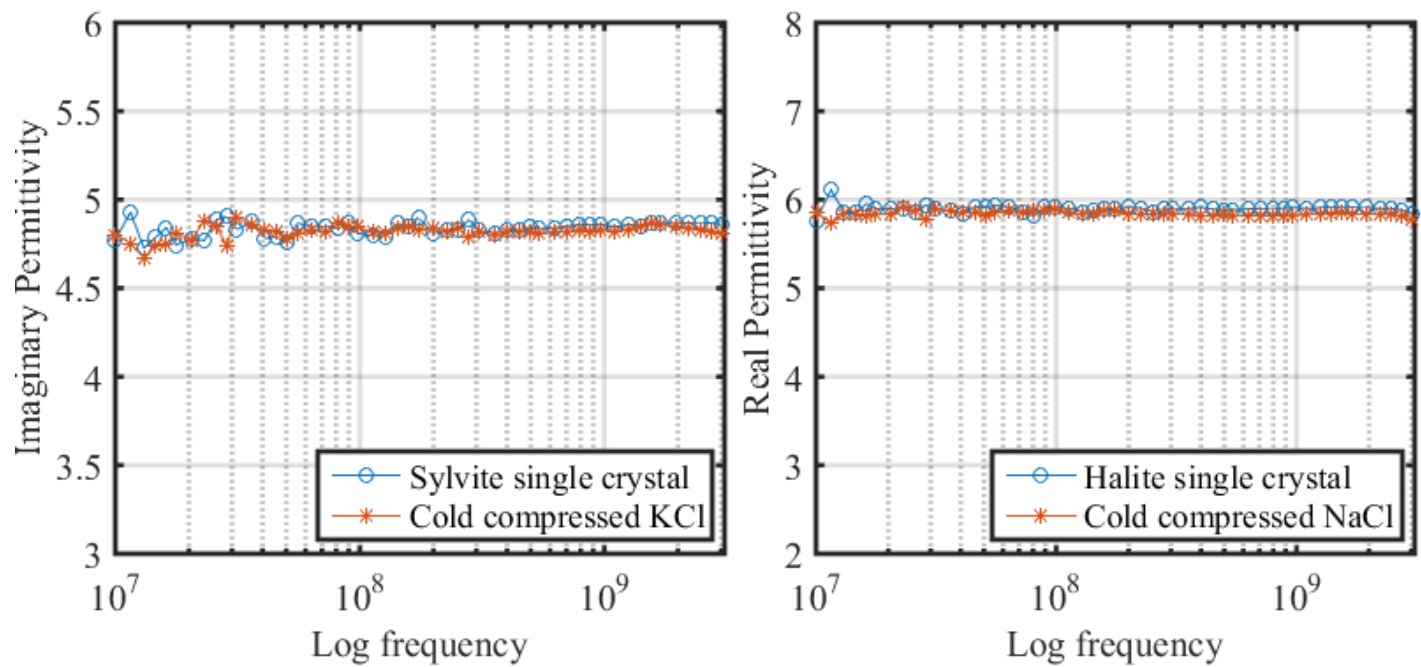 6
5.5
5
4.5
4
3.5
3
Imaginary Permittivity
Sylvite single crystal
Cold compressed KCl
10^7
10^8
10^9
Log frequency
8
7
6
5
4
3
2
Real Permittivity
Halite single crystal
Cold compressed NaCl
10^7
10^8
10^9
Log frequency